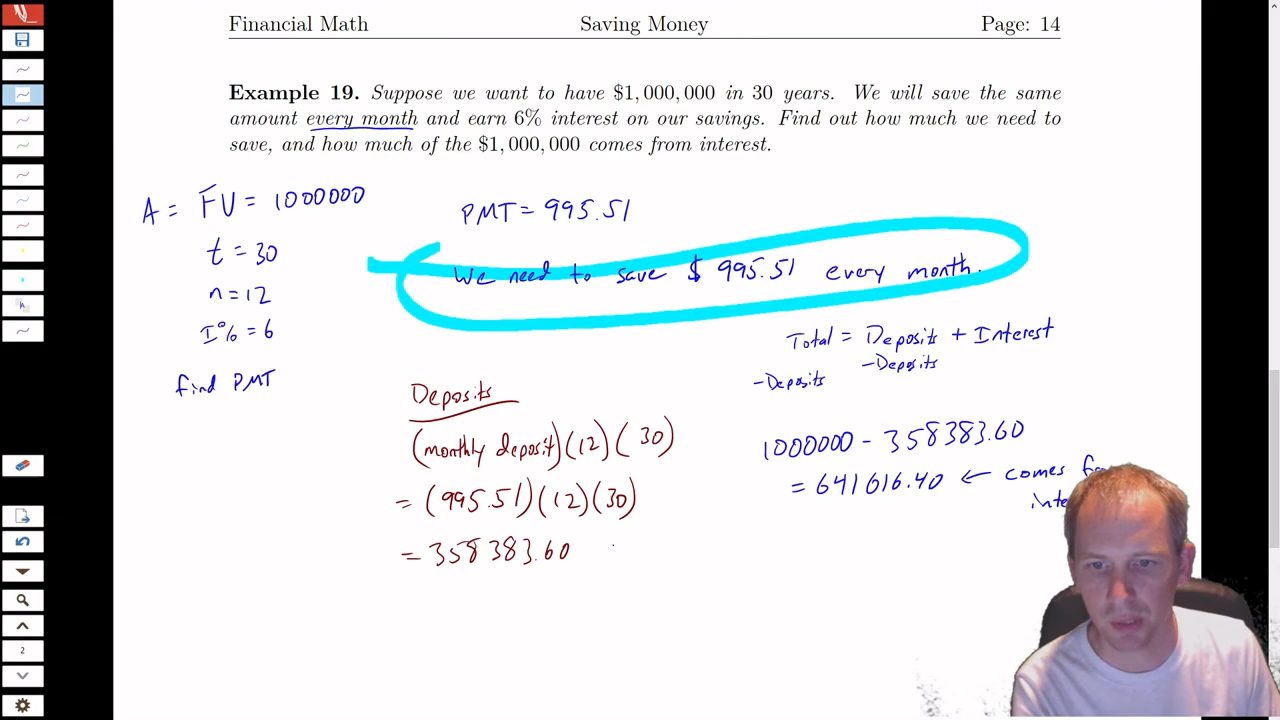 Financial Math Saving Money Page: 14
Example 19. Suppose we want to have $1,000,000 in 30 years. We will save the same
amount every month and earn 6% interest on our savings. Find out how much we need to
save, and how much of the $1,000,000 comes from interest.
A = FV = 1000000
t = 30
n = 12
I% = 6
find PMT
PMT = 995.51
We need to save $995.51 every month.
Total = Deposits + Interest
-Deposits -Deposits
Deposits
(monthly deposit)(12)(30)
= (995.51)(12)(30)
= 358383.60
1000000 - 358383.60
= 641616.40 ← comes
2